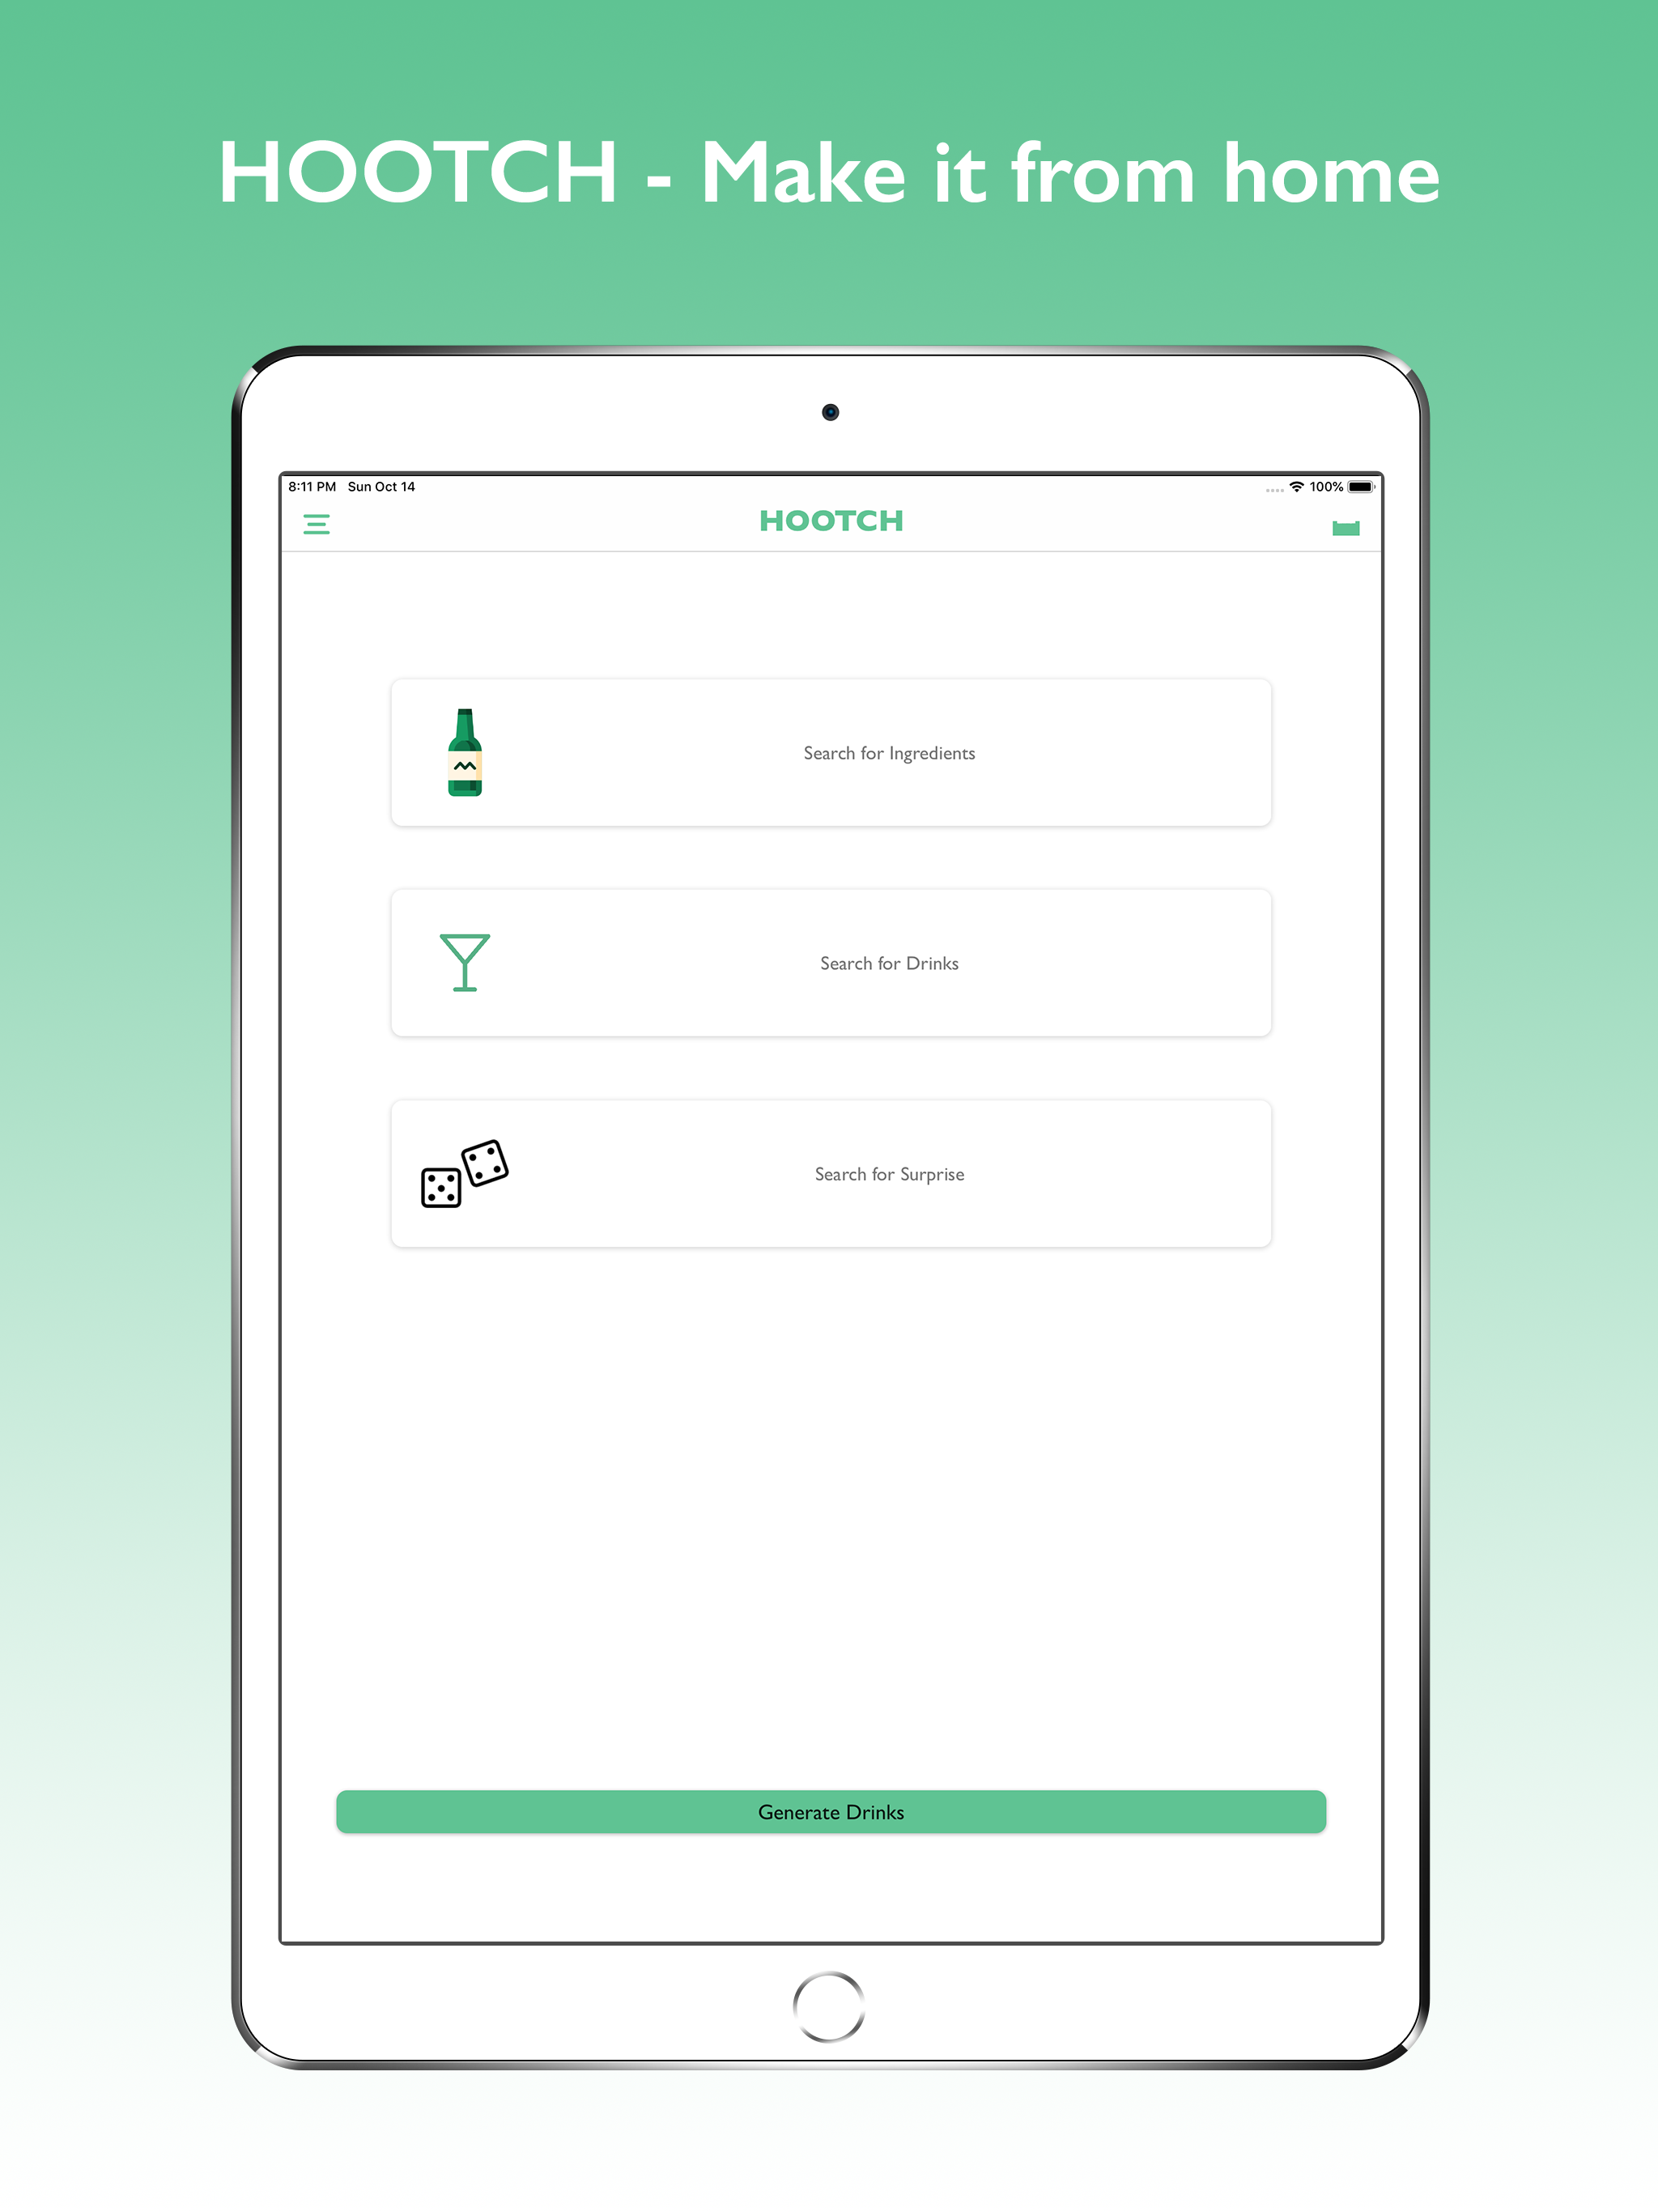 HOOTCH - Make it from home
8:11 PM Sun Oct 14
100%
HOOTCH
Search for Ingredients
Search for Drinks
Search for Surprise
Generate Drinks